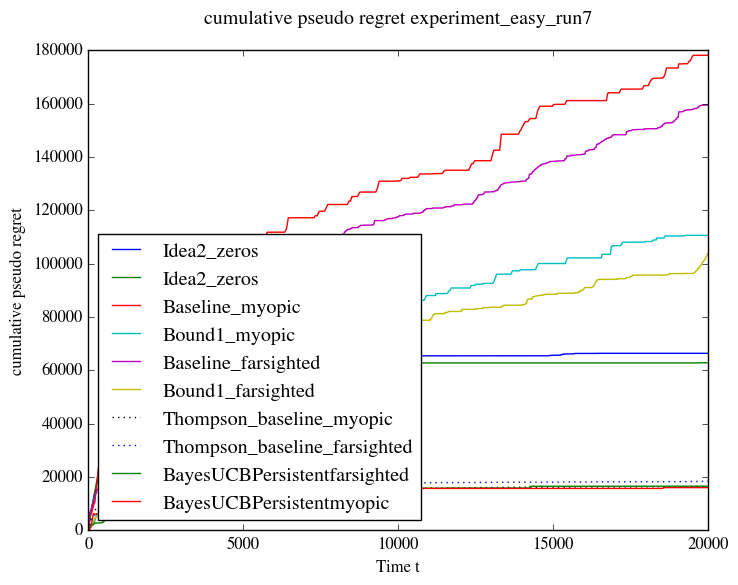 cumulative pseudo regret experiment_easy_run7
180000
160000
140000
120000
100000
80000
60000
40000
20000
0
cumulative pseudo regret
Idea2_zeros
Idea2_zeros
Baseline_myopic
Bound1_myopic
Baseline_farsighted
Bound1_farsighted
Thompson_baseline_myopic
Thompson_baseline_farsighted
BayesUCBPersistentfarsighted
BayesUCBPersistentmyopic
0 5000 10000 15000 20000
Time t